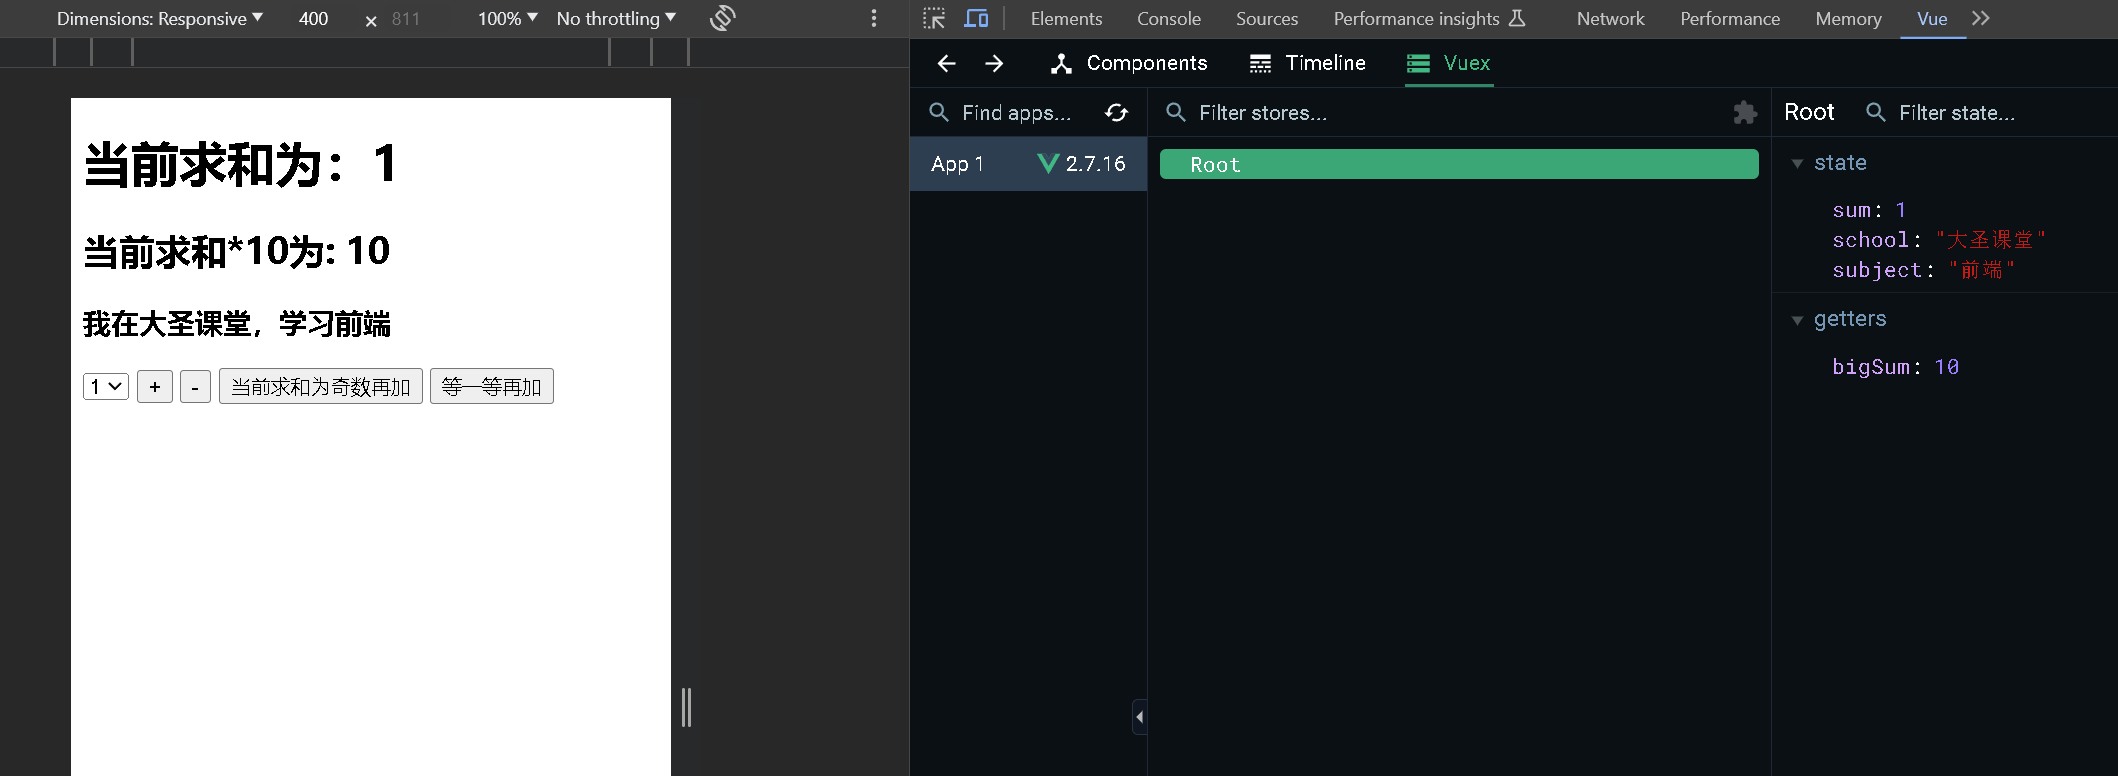 Dimensions: Responsive 400 × 811 100% No throttling
Elements Console Sources Performance insights Network Performance Memory Vue
Components Timeline Vuex
Find apps... Filter stores... Root Filter state...
App 1 2.7.16 Root
当前求和为：1
当前求和*10为: 10
我在大圣课堂，学习前端
1 + - 当前求和为奇数再加 等一等再加
state
sum: 1
school: "大圣课堂"
subject: "前端"
getters
bigSum: 10